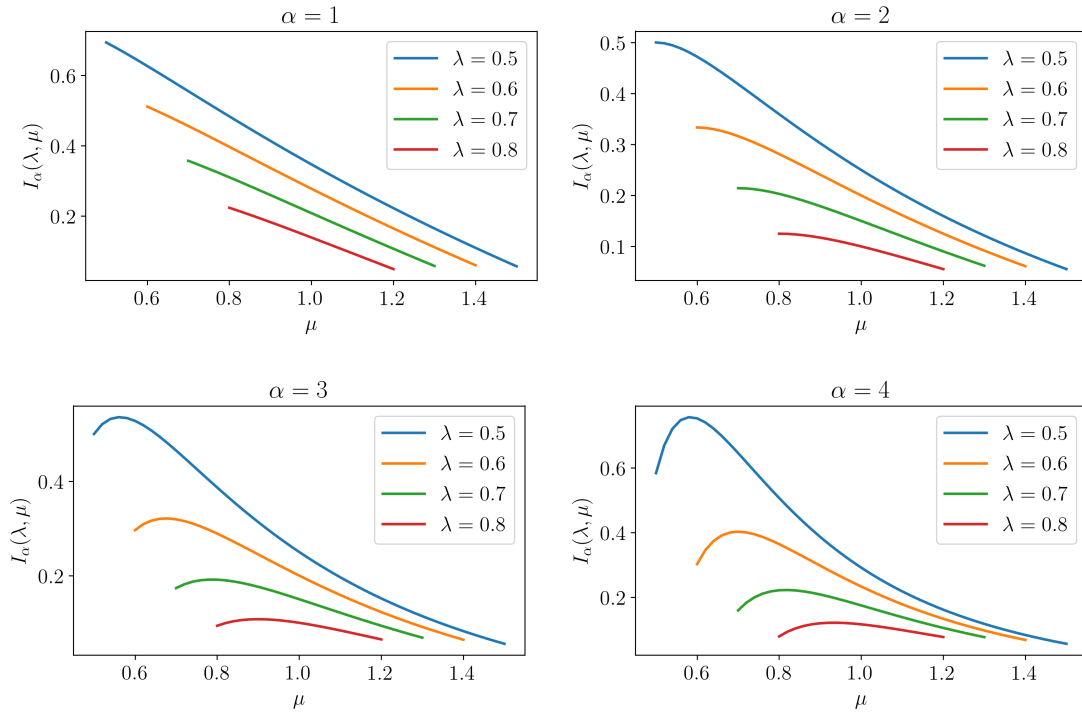 α = 1
0.6
0.4
0.2
I_α(λ, μ)
λ = 0.5
λ = 0.6
λ = 0.7
λ = 0.8
0.6 0.8 1.0 1.2 1.4
μ
α = 2
0.5
0.4
0.3
0.2
0.1
I_α(λ, μ)
λ = 0.5
λ = 0.6
λ = 0.7
λ = 0.8
0.6 0.8 1.0 1.2 1.4
μ
α = 3
0.4
0.2
I_α(λ, μ)
λ = 0.5
λ = 0.6
λ = 0.7
λ = 0.8
0.6 0.8 1.0 1.2 1.4
μ
α = 4
0.6
0.4
0.2
I_α(λ, μ)
λ = 0.5
λ = 0.6
λ = 0.7
λ = 0.8
0.6 0.8 1.0 1.2 1.4
μ